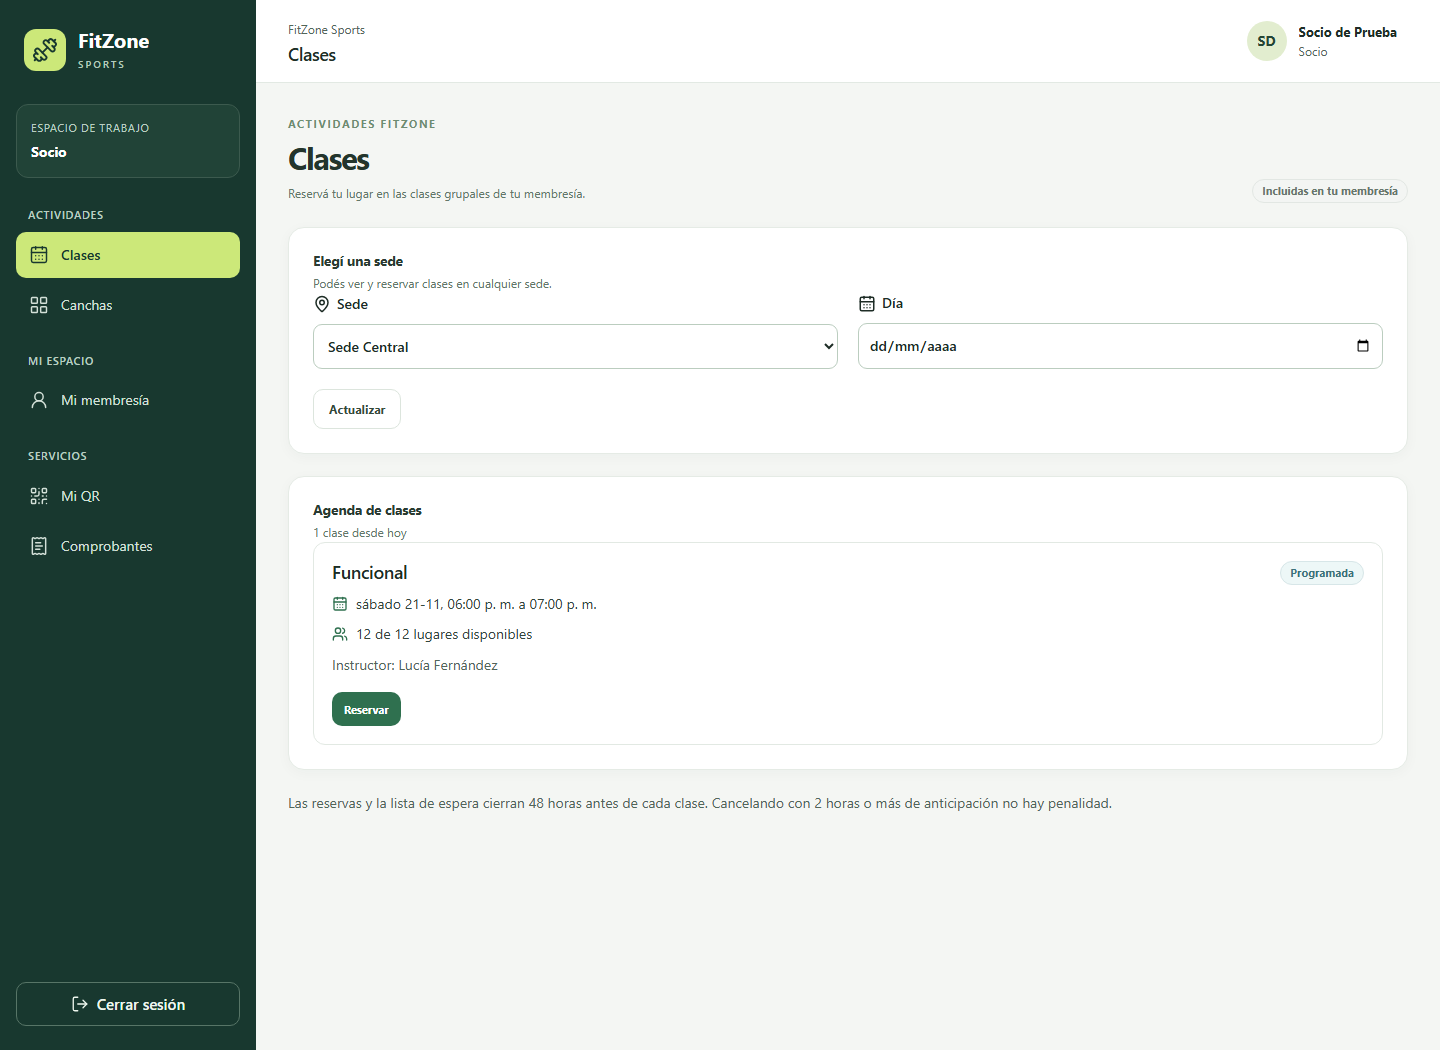 FitZone
SPORTS
ESPACIO DE TRABAJO
Socio
ACTIVIDADES
Clases
Canchas
MI ESPACIO
Mi membresía
SERVICIOS
Mi QR
Comprobantes
Cerrar sesión
FitZone Sports
Clases
SD
Socio de Prueba
Socio
ACTIVIDADES FITZONE
Clases
Reservá tu lugar en las clases grupales de tu membresía.
Incluidas en tu membresía
Elegí una sede
Podés ver y reservar clases en cualquier sede.
Sede
Sede Central
Día
dd/mm/aaaa
Actualizar
Agenda de clases
1 clase desde hoy
Funcional
Programada
sábado 21-11, 06:00 p. m. a 07:00 p. m.
12 de 12 lugares disponibles
Instructor: Lucía Fernández
Reservar
Las reservas y la lista de espera cierran 48 horas antes de cada clase. Cancelando con 2 horas o más de anticipación no hay penalidad.